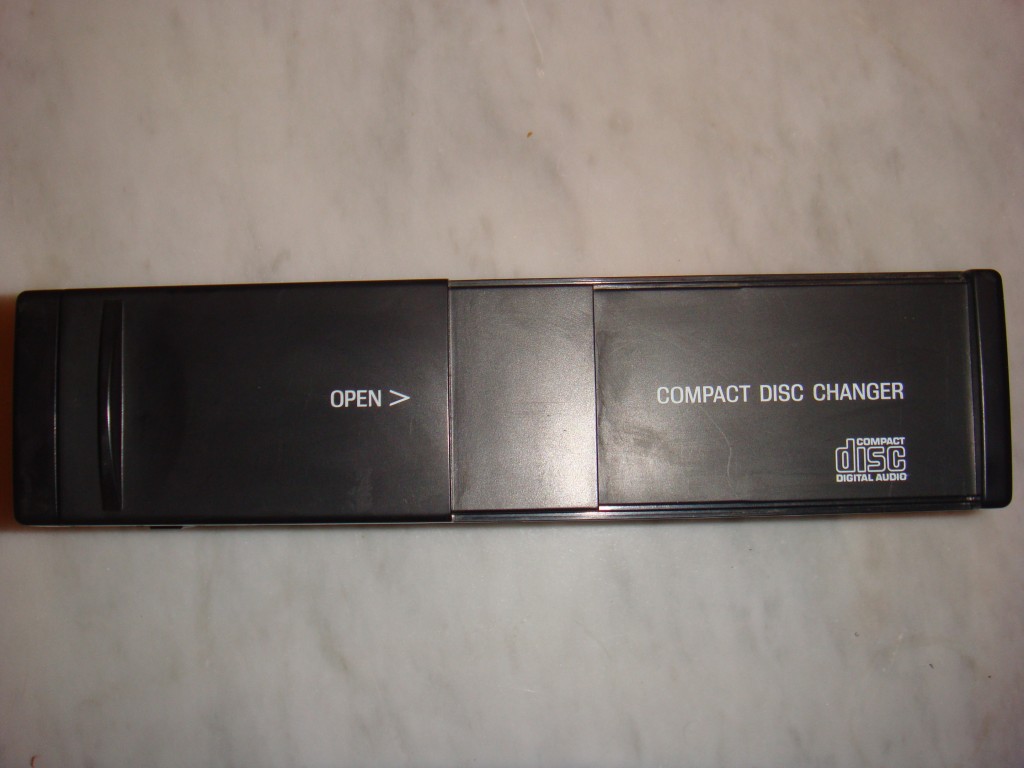 OPEN >
COMPACT DISC CHANGER
COMPACT
disc
DIGITAL AUDIO